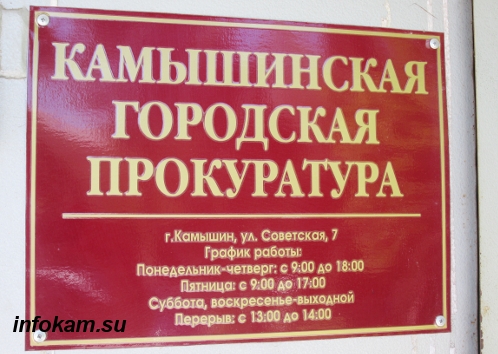 КАМЫШИНСКАЯ
ГОРОДСКАЯ
ПРОКУРАТУРА
г.Камышин, ул. Советская, 7
График работы:
Понедельник-четверг: с 9:00 до 18:00
Пятница: с 9:00 до 17:00
Суббота, воскресенье-выходной
Перерыв: с 13:00 до 14:00
infokam.su